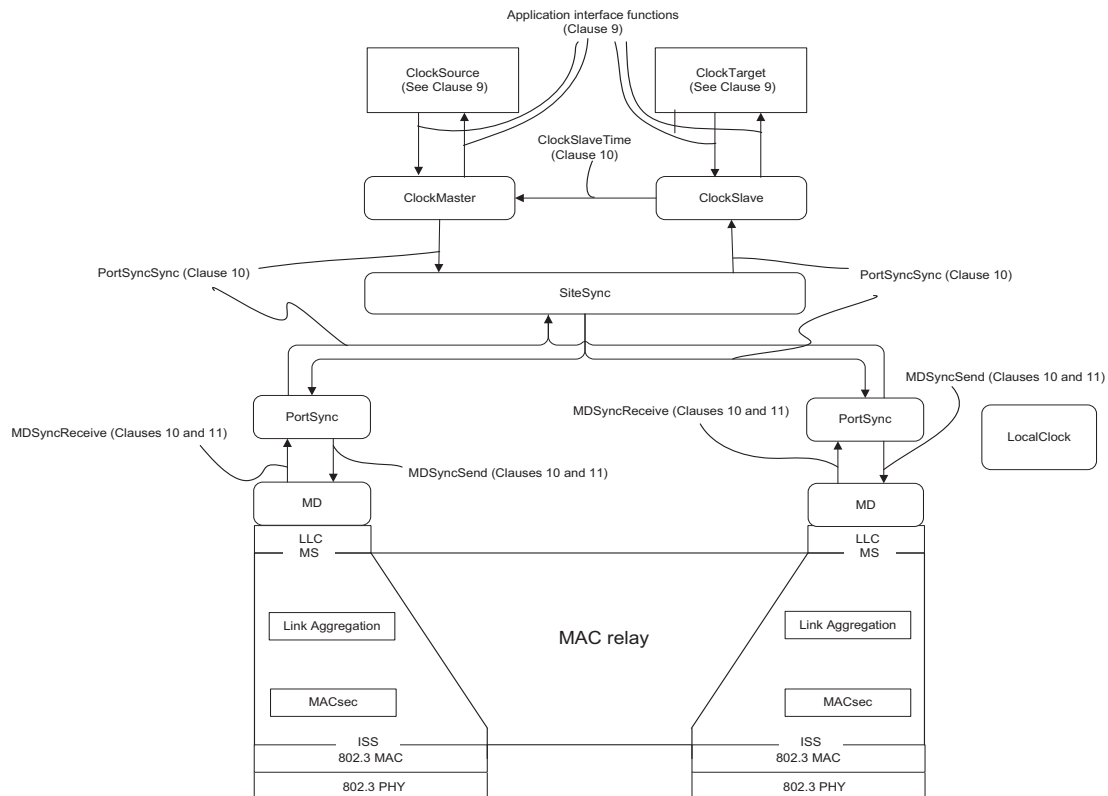 Application interface functions
(Clause 9)
ClockSource
(See Clause 9)
ClockTarget
(See Clause 9)
ClockSlaveTime
(Clause 10)
ClockMaster
ClockSlave
PortSyncSync (Clause 10)
PortSyncSync (Clause 10)
SiteSync
MDSyncSend (Clauses 10 and 11)
PortSync
MDSyncReceive (Clauses 10 and 11)
PortSync
MDSyncReceive (Clauses 10 and 11)
LocalClock
MDSyncSend (Clauses 10 and 11)
MD
MD
LLC
LLC
MS
MS
Link Aggregation
Link Aggregation
MAC relay
MACsec
MACsec
ISS
ISS
802.3 MAC
802.3 MAC
802.3 PHY
802.3 PHY